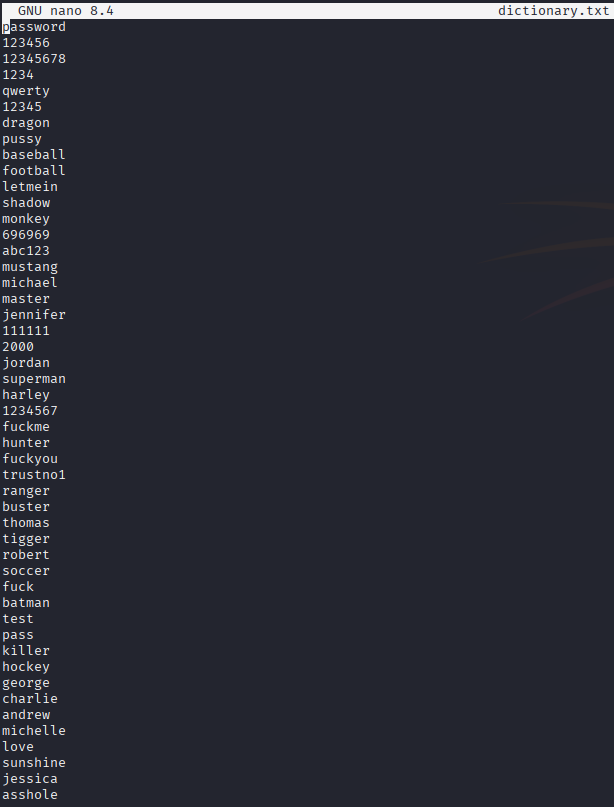 GNU nano 8.4 dictionary.txt
password
123456
12345678
1234
qwerty
12345
dragon
pussy
baseball
football
letmein
shadow
monkey
696969
abc123
mustang
michael
master
jennifer
111111
2000
jordan
superman
harley
1234567
fuckme
hunter
fuckyou
trustno1
ranger
buster
thomas
tigger
robert
soccer
fuck
batman
test
pass
killer
hockey
george
charlie
andrew
michelle
love
sunshine
jessica
asshole